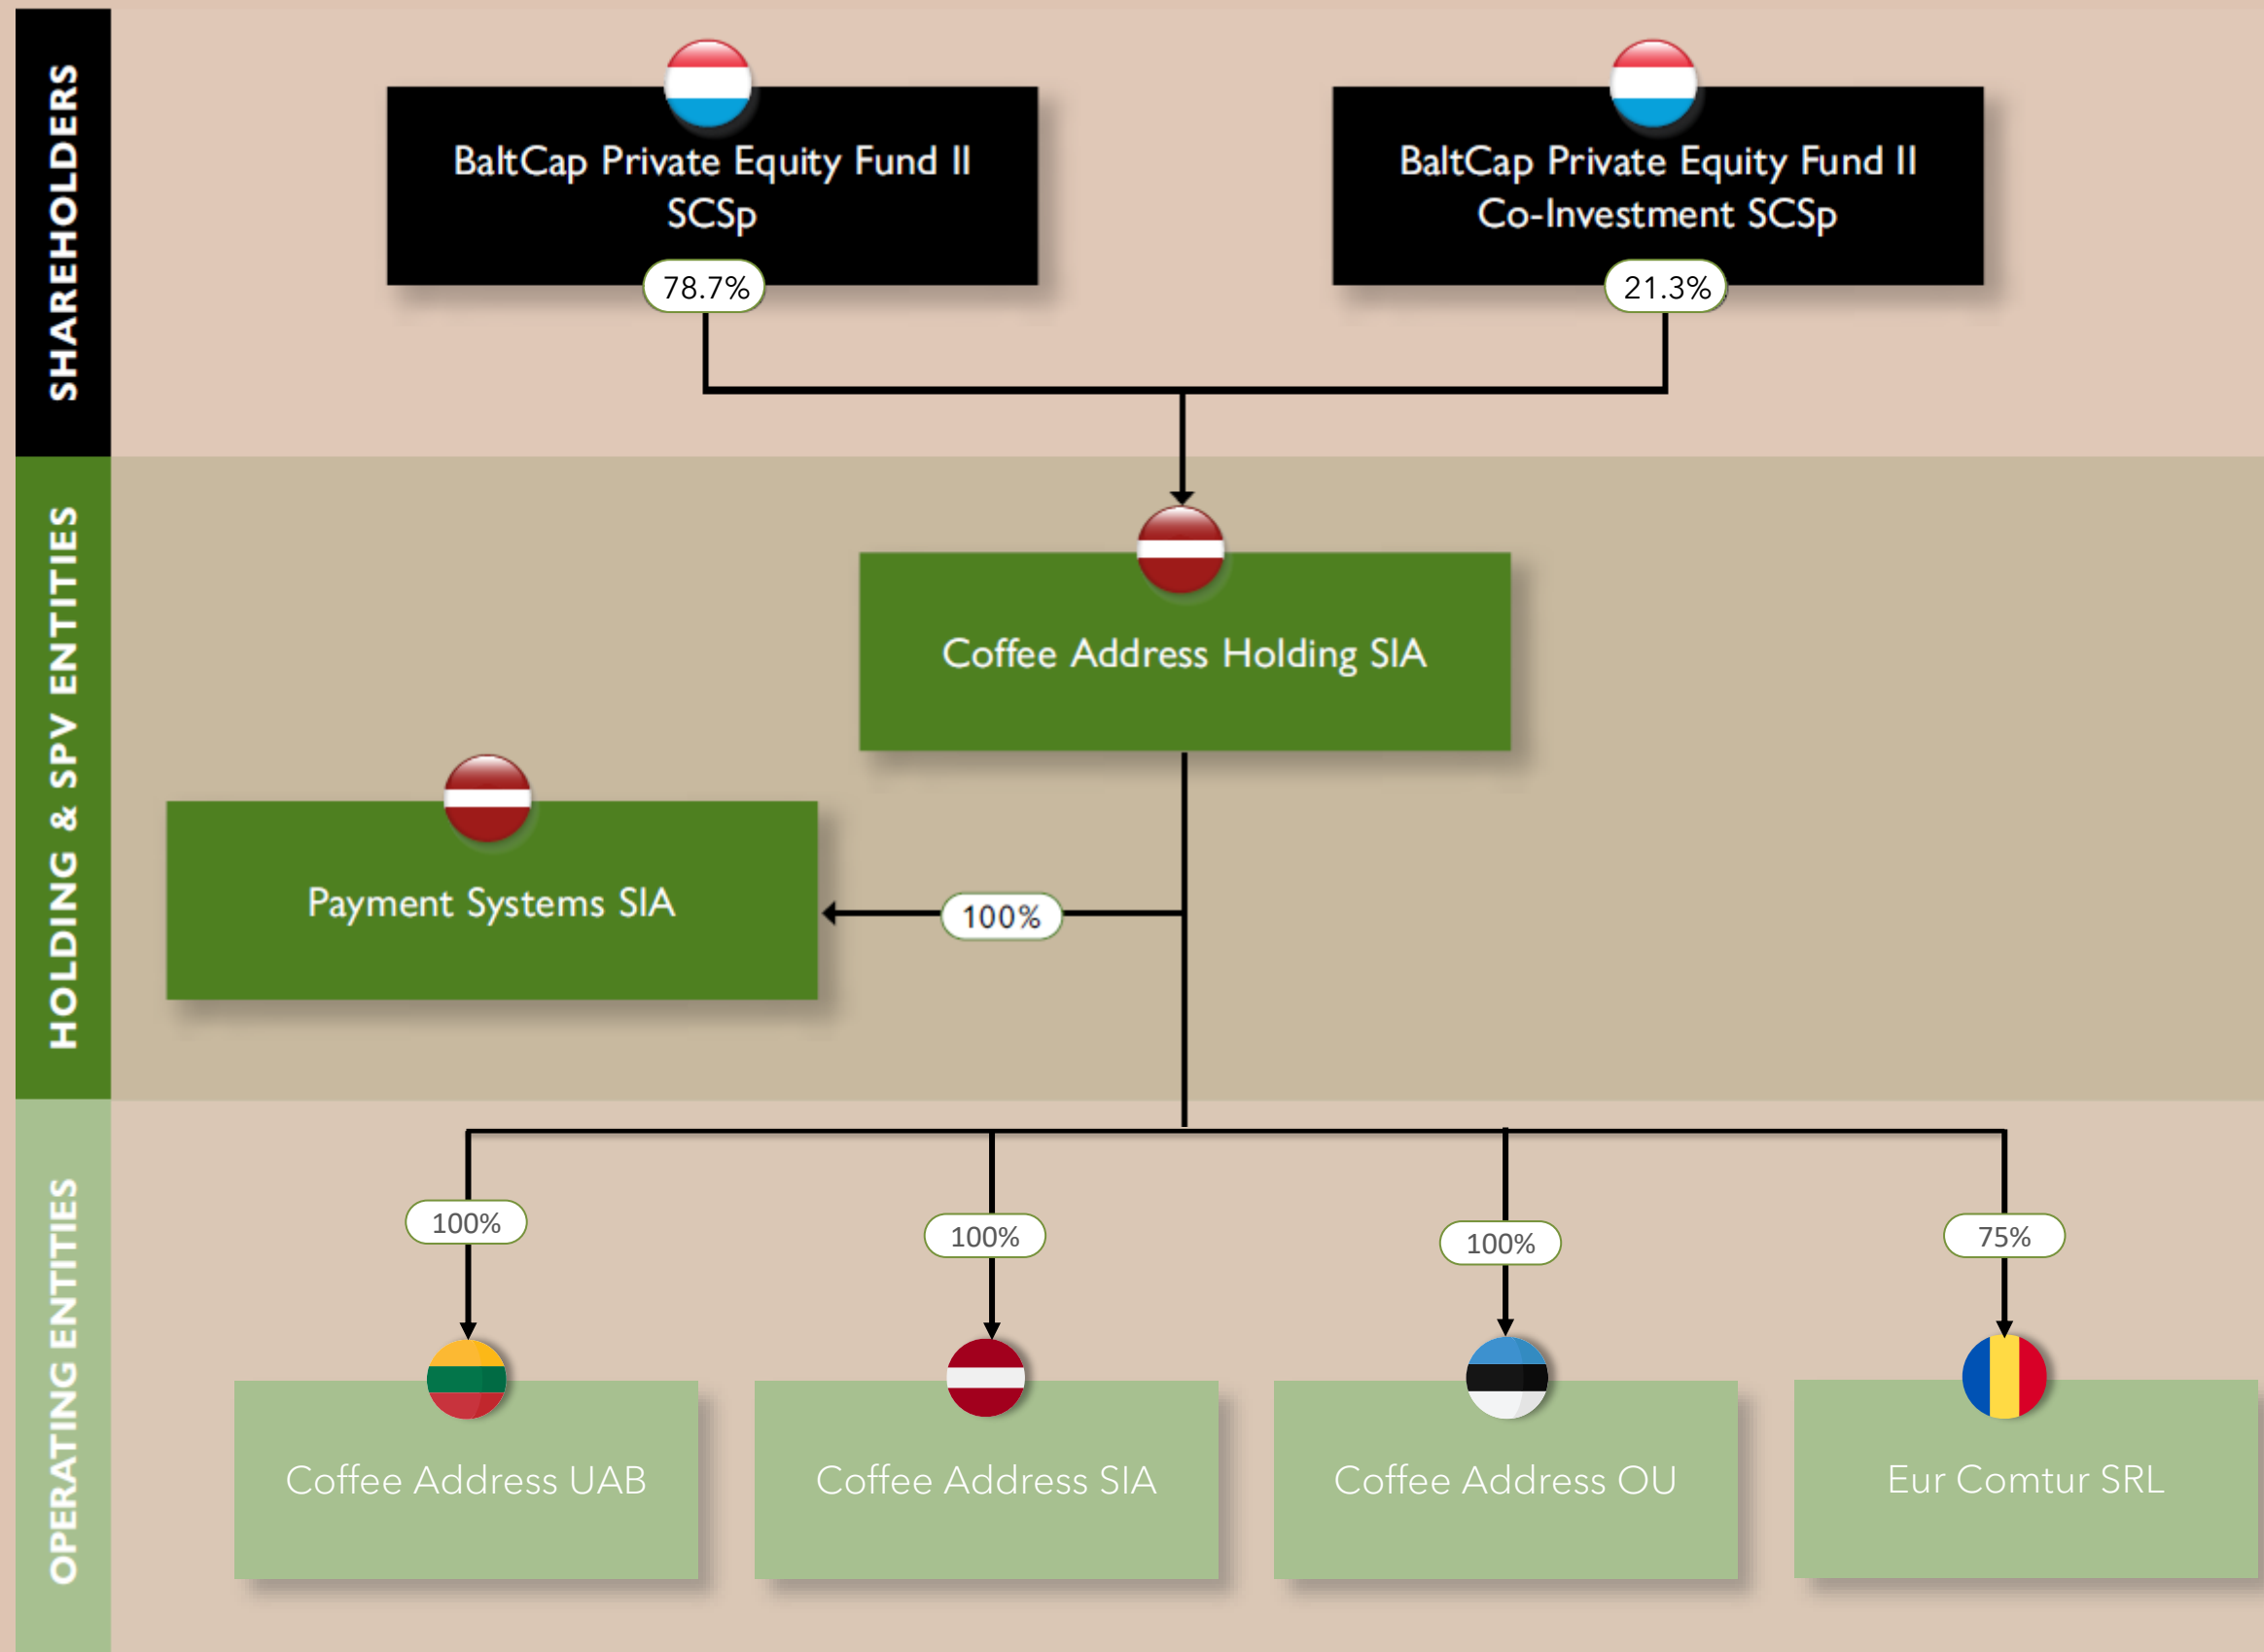 SHAREHOLDERS
BaltCap Private Equity Fund II
SCSp
78.7%
BaltCap Private Equity Fund II
Co-Investment SCSp
21.3%
HOLDING & SPV ENTITIES
Coffee Address Holding SIA
Payment Systems SIA
100%
OPERATING ENTITIES
100%
100%
100%
75%
Coffee Address UAB
Coffee Address SIA
Coffee Address OU
Eur Comtur SRL